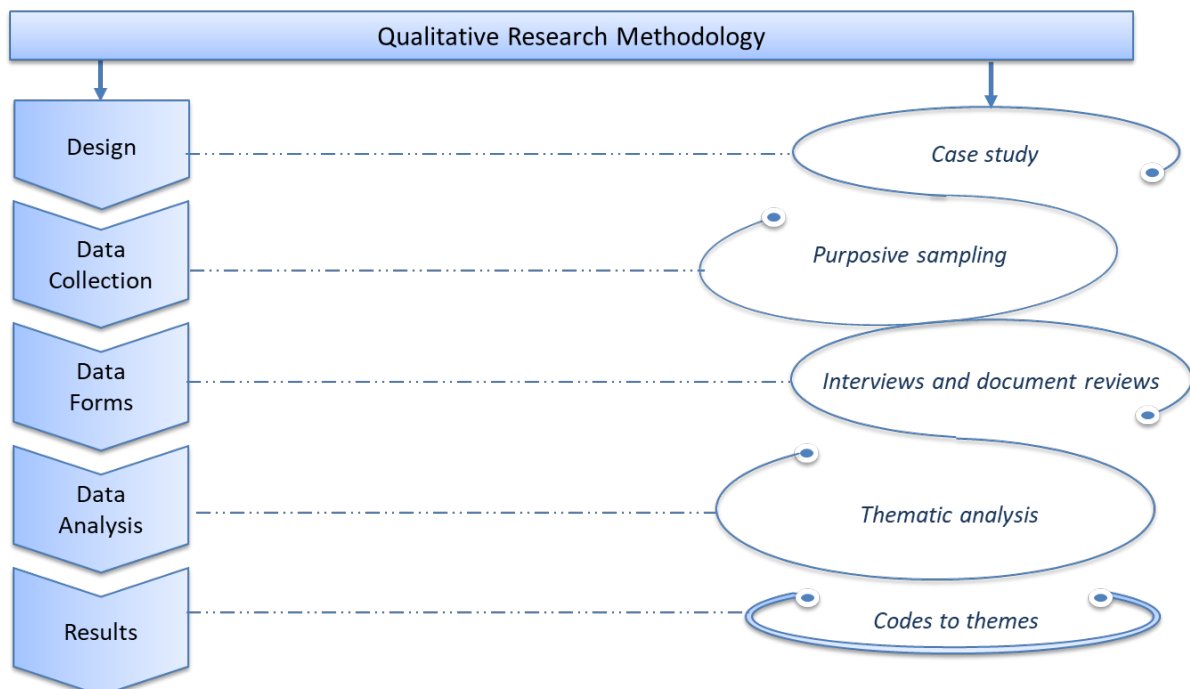 Qualitative Research Methodology
Design
Case study
Data
Collection
Purposive sampling
Data
Forms
Interviews and document reviews
Data
Analysis
Thematic analysis
Results
Codes to themes